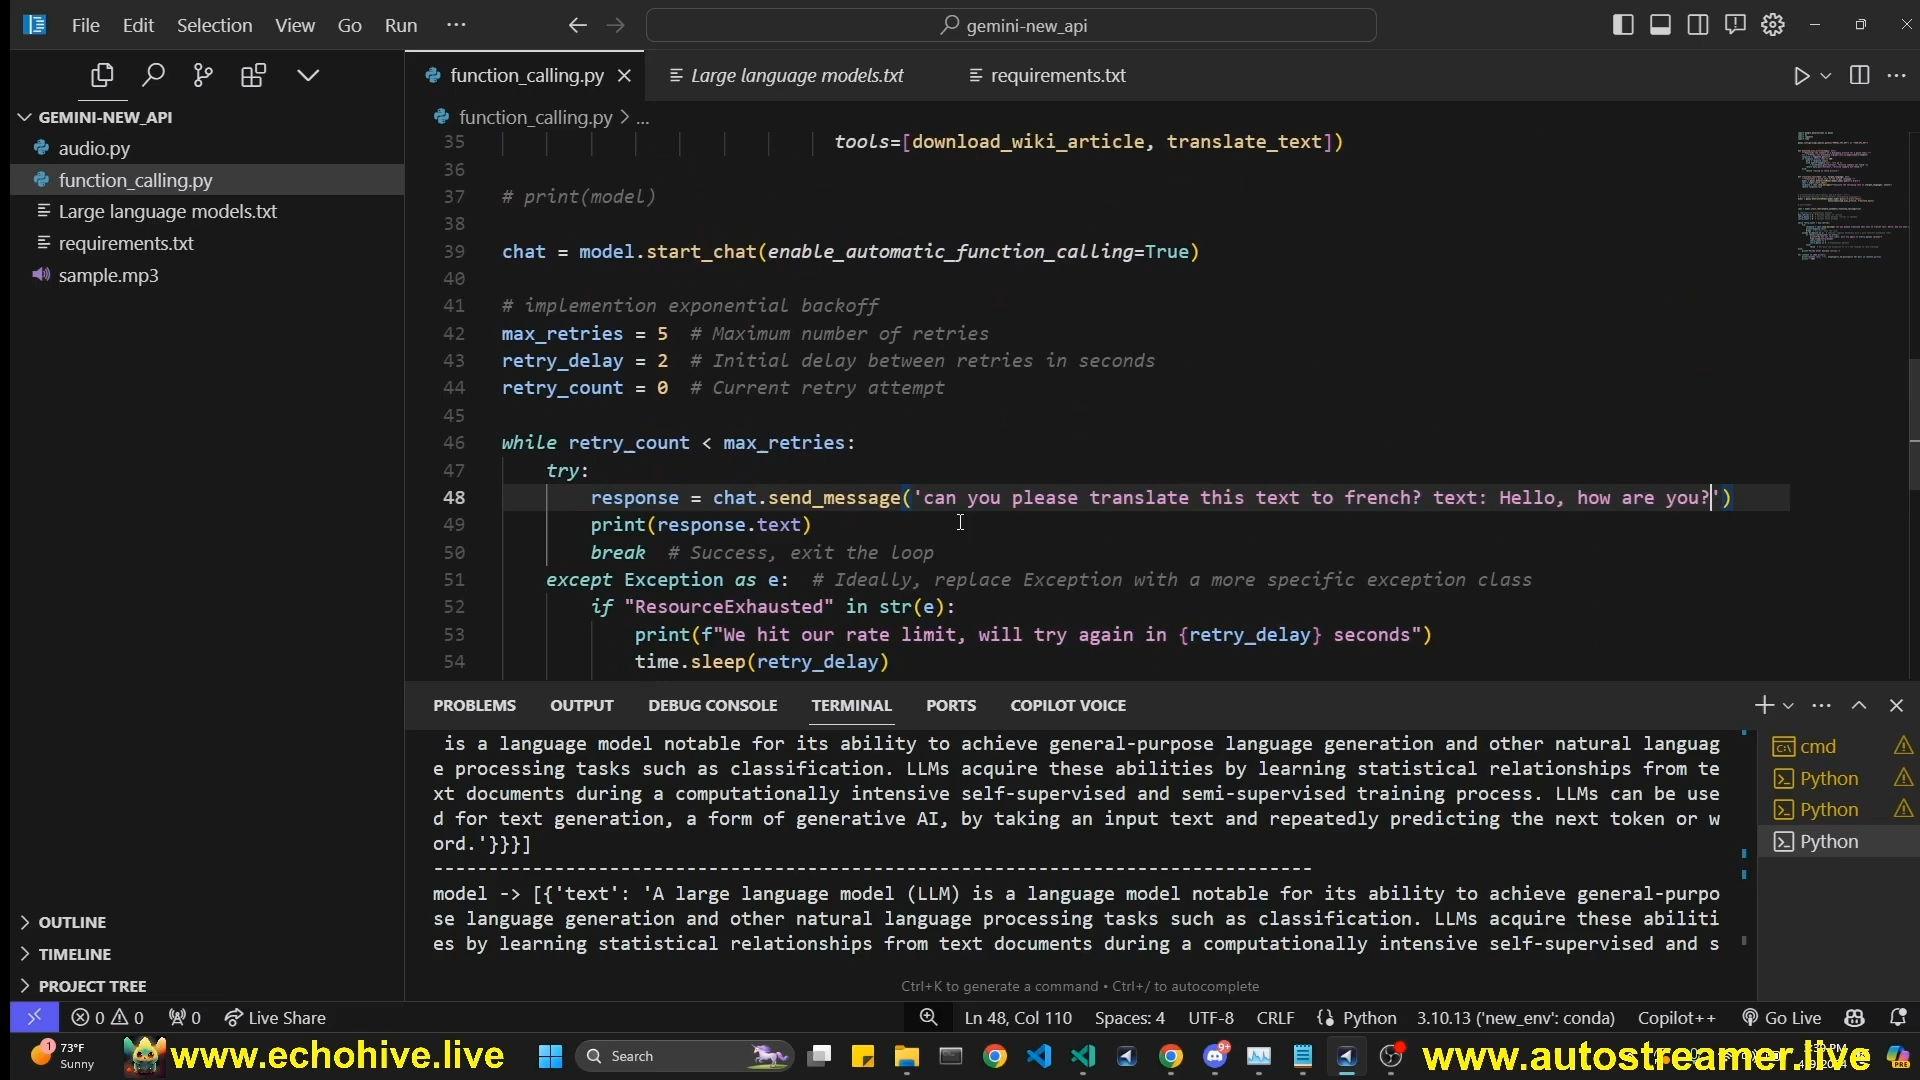 File Edit Selection View Go Run ··· gemini-new_api
GEMINI-NEW_API
audio.py
function_calling.py
Large language models.txt
requirements.txt
sample.mp3
OUTLINE
TIMELINE
PROJECT TREE
function_calling.py Large language models.txt requirements.txt
function_calling.py > ...
35 tools=[download_wiki_article, translate_text])
36
37 # print(model)
38
39 chat = model.start_chat(enable_automatic_function_calling=True)
40
41 # implemention exponential backoff
42 max_retries = 5 # Maximum number of retries
43 retry_delay = 2 # Initial delay between retries in seconds
44 retry_count = 0 # Current retry attempt
45
46 while retry_count < max_retries:
47 try:
48 response = chat.send_message('can you please translate this text to french? text: Hello, how are you?')
49 print(response.text)
50 break # Success, exit the loop
51 except Exception as e: # Ideally, replace Exception with a more specific exception class
52 if "ResourceExhausted" in str(e):
53 print(f"We hit our rate limit, will try again in {retry_delay} seconds")
54 time.sleep(retry_delay)
PROBLEMS OUTPUT DEBUG CONSOLE TERMINAL PORTS COPILOT VOICE
is a language model notable for its ability to achieve general-purpose language generation and other natural languag
e processing tasks such as classification. LLMs acquire these abilities by learning statistical relationships from te
xt documents during a computationally intensive self-supervised and semi-supervised training process. LLMs can be use
d for text generation, a form of generative AI, by taking an input text and repeatedly predicting the next token or w
ord.'}}}]
--------------------------------------------------------------------------------
model -> [{'text': 'A large language model (LLM) is a language model notable for its ability to achieve general-purpo
se language generation and other natural language processing tasks such as classification. LLMs acquire these abiliti
es by learning statistical relationships from text documents during a computationally intensive self-supervised and s
Ctrl+K to generate a command • Ctrl+/ to autocomplete
cmd
Python
Python
Python
0 0 0 Live Share Ln 48, Col 110 Spaces: 4 UTF-8 CRLF Python 3.10.13 ('new_env': conda) Copilot++ Go Live
1 73°F
Sunny
www.echohive.live Search 9+ www.autostreamer.live PRE